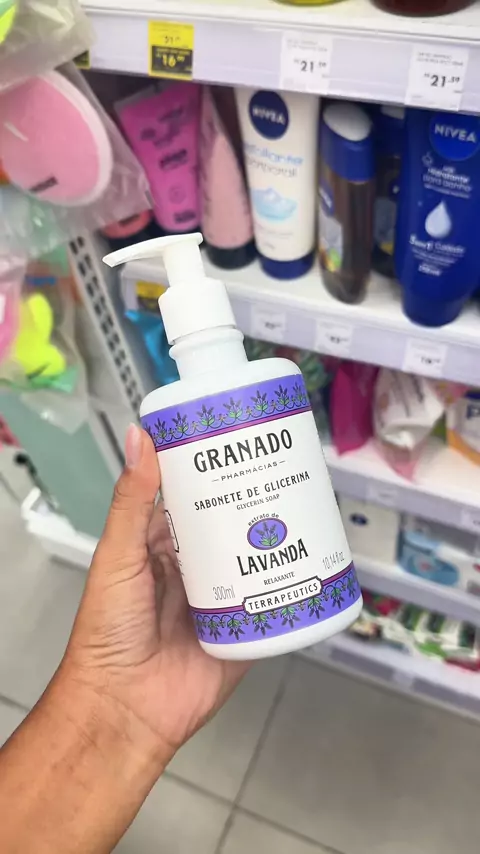 16
21
21
NIVEA
NIVEA
GRANADO
PHARMÁCIAS
SABONETE DE GLICERINA
GLYCERIN SOAP
extrato de
LAVANDA
RELAXANTE
300ml
10,14 fl oz
TERRAPEUTICS